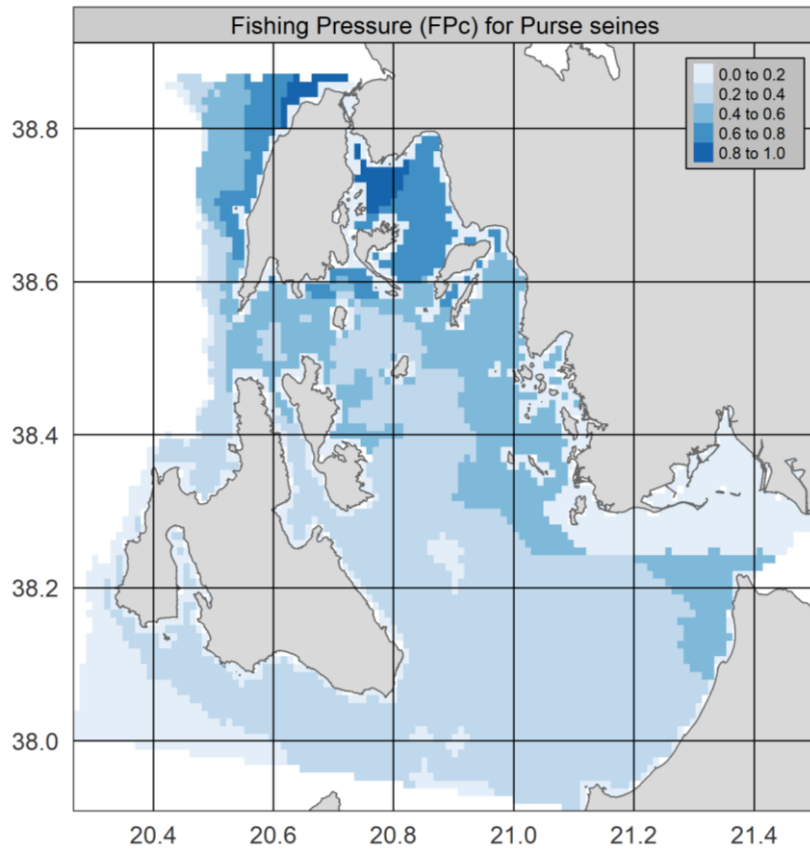 Fishing Pressure (FPc) for Purse seines
0.0 to 0.2
0.2 to 0.4
0.4 to 0.6
0.6 to 0.8
0.8 to 1.0
38.8
38.6
38.4
38.2
38.0
20.4 20.6 20.8 21.0 21.2 21.4